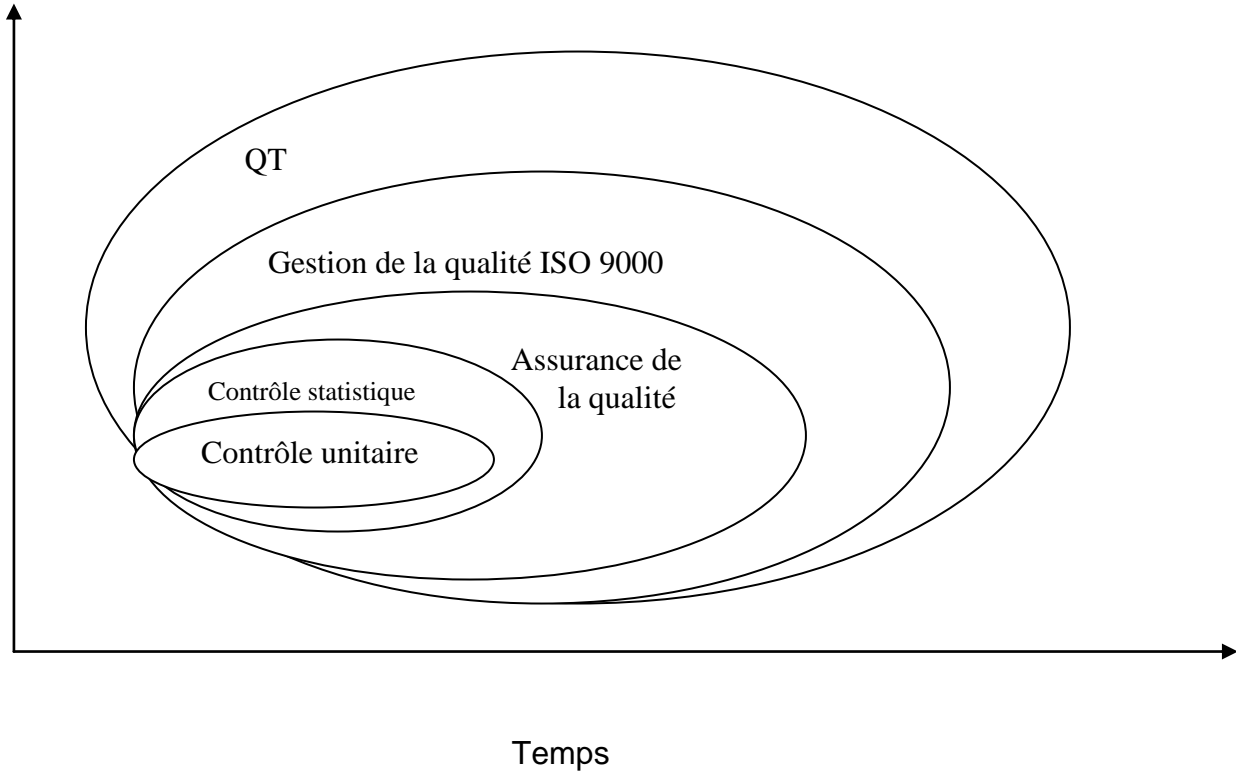 QT
Gestion de la qualité ISO 9000
Assurance de
la qualité
Contrôle statistique
Contrôle unitaire
Temps